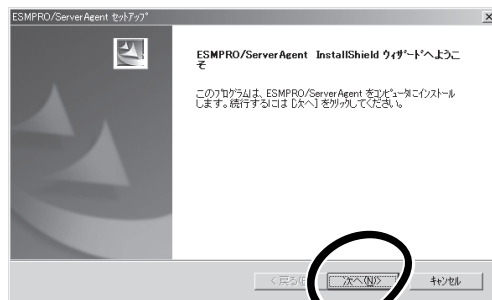 ESMPRO/ServerAgent セットアップ
ESMPRO/ServerAgent InstallShield ウィザードへようこ
そ
このプログラムは、ESMPRO/ServerAgent をコンピュータにインストール
します。続行するには [次へ] をクリックしてください。
< 戻る(B)
次へ(N)>
キャンセル